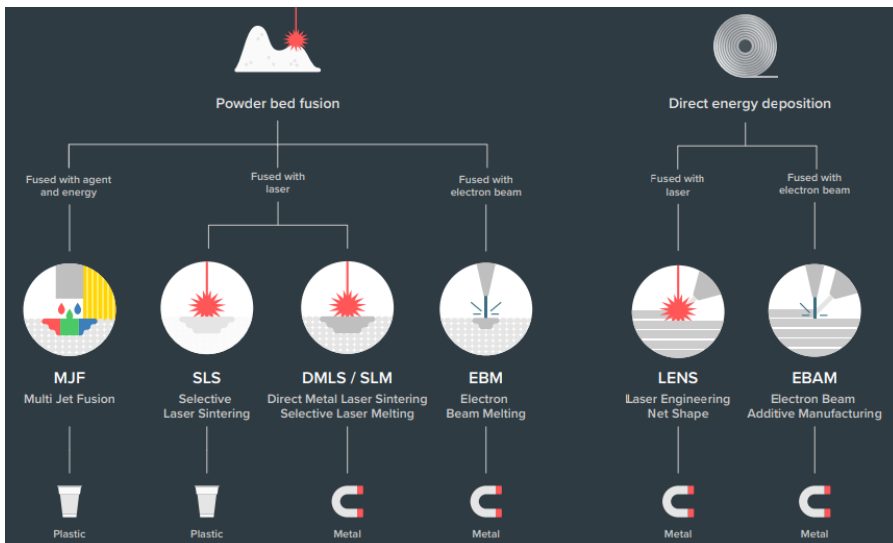 Powder bed fusion
Direct energy deposition
Fused with agent
and energy
Fused with
laser
Fused with
electron beam
Fused with
laser
Fused with
electron beam
MJF
Multi Jet Fusion
SLS
Selective
Laser Sintering
DMLS / SLM
Direct Metal Laser Sintering
Selective Laser Melting
EBM
Electron
Beam Melting
LENS
Laser Engineering
Net Shape
EBAM
Electron Beam
Additive Manufacturing
Plastic
Plastic
Metal
Metal
Metal
Metal